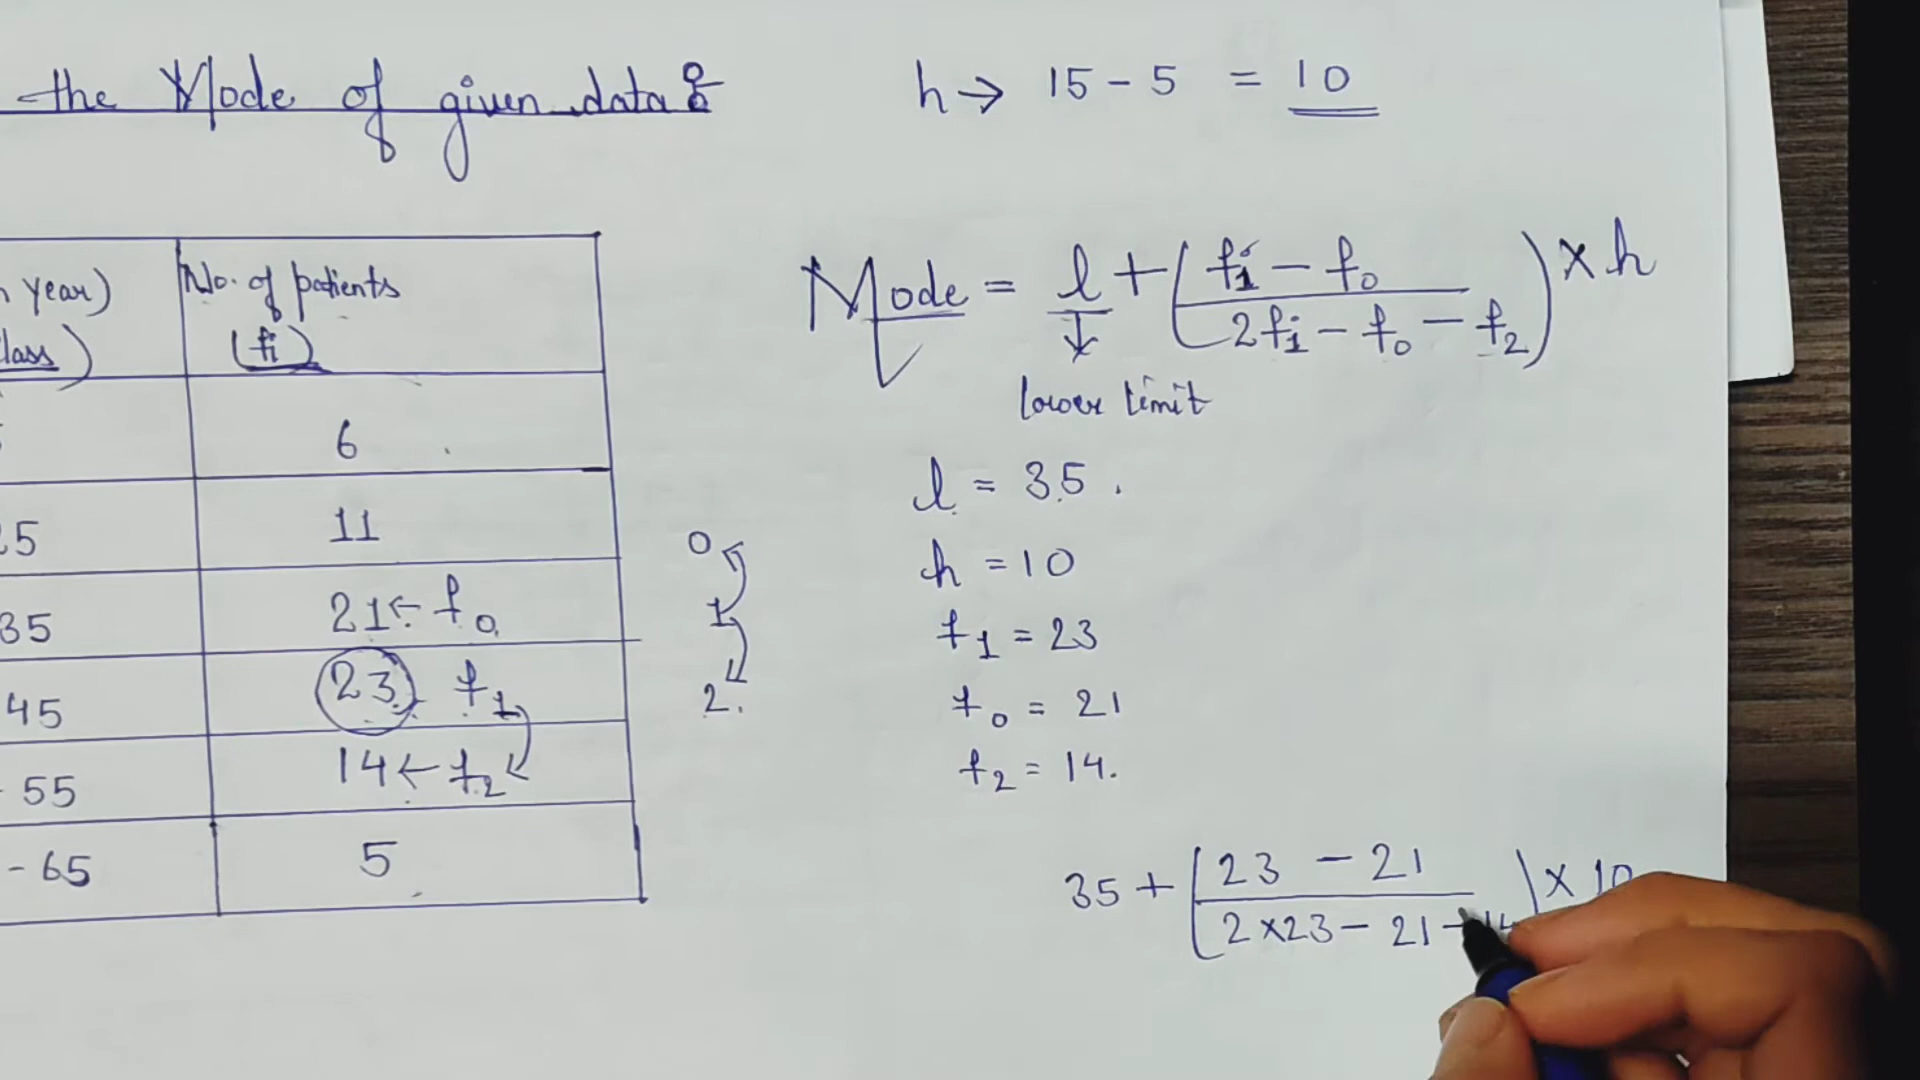 the Mode of given data :
h → 15 - 5 = 10
year) No. of patients
(fi)
6
25 11
35 21 ← f₀
45 23 f₁
- 55 14 ← f₂
- 65 5
0
1
2.
Mode = l + ( f₁ - f₀ / 2f₁ - f₀ - f₂ ) × h
lower limit
l = 35.
h = 10
f₁ = 23
f₀ = 21
f₂ = 14.
35 + ( 23 - 21 / 2×23 - 21 - 14 ) × 10